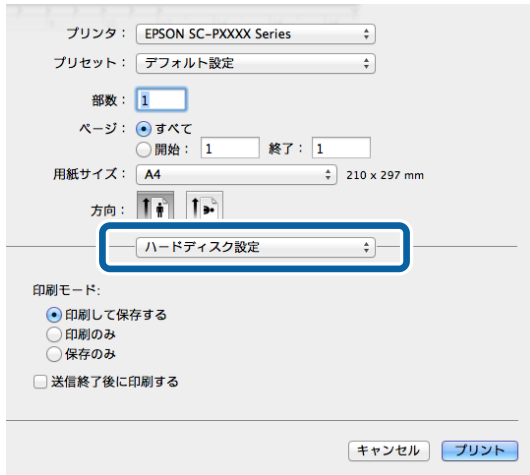 プリンタ： EPSON SC-PXXXX Series
プリセット： デフォルト設定
部数： 1
ページ： すべて
開始： 1 終了： 1
用紙サイズ： A4 210 x 297 mm
方向：
ハードディスク設定
印刷モード:
印刷して保存する
印刷のみ
保存のみ
送信終了後に印刷する
キャンセル プリント